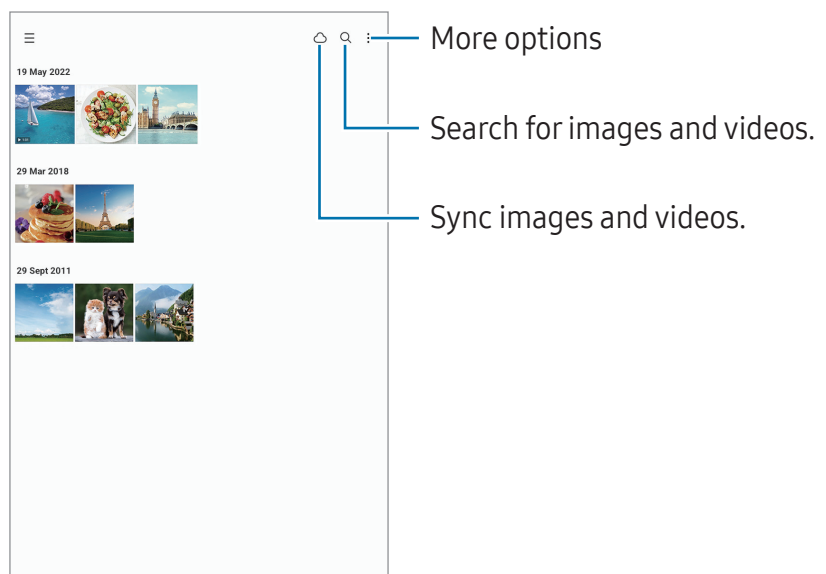 More options
19 May 2022
Search for images and videos.
29 Mar 2018
Sync images and videos.
29 Sept 2011